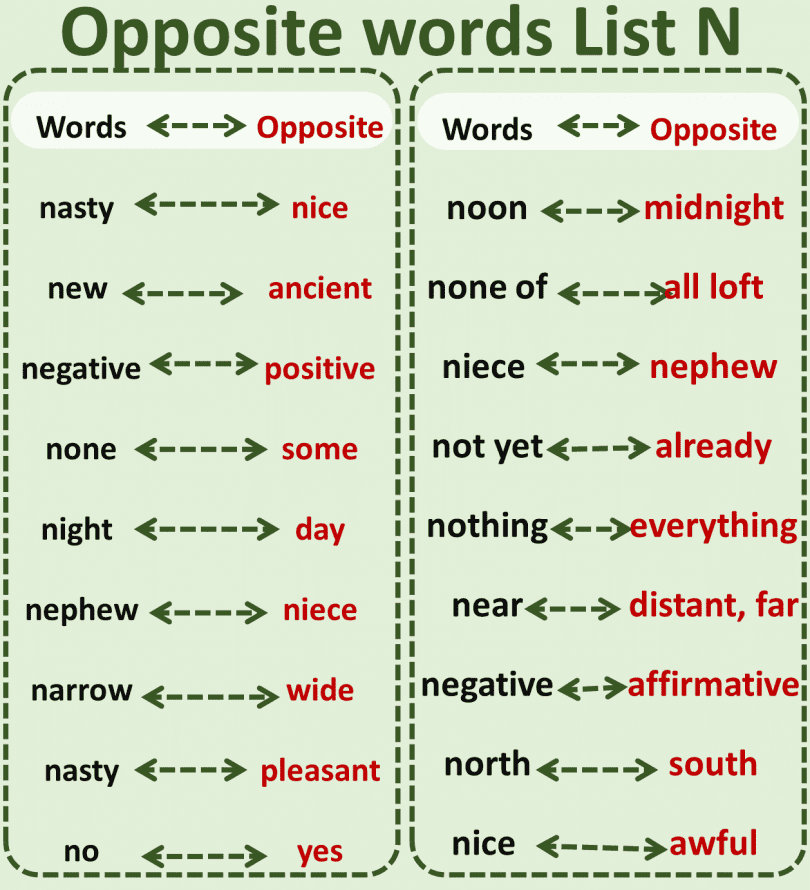 Opposite words List N
Words Opposite
nasty nice
new ancient
negative positive
none some
night day
nephew niece
narrow wide
nasty pleasant
no yes
Words Opposite
noon midnight
none of all loft
niece nephew
not yet already
nothing everything
near distant, far
negative affirmative
north south
nice awful